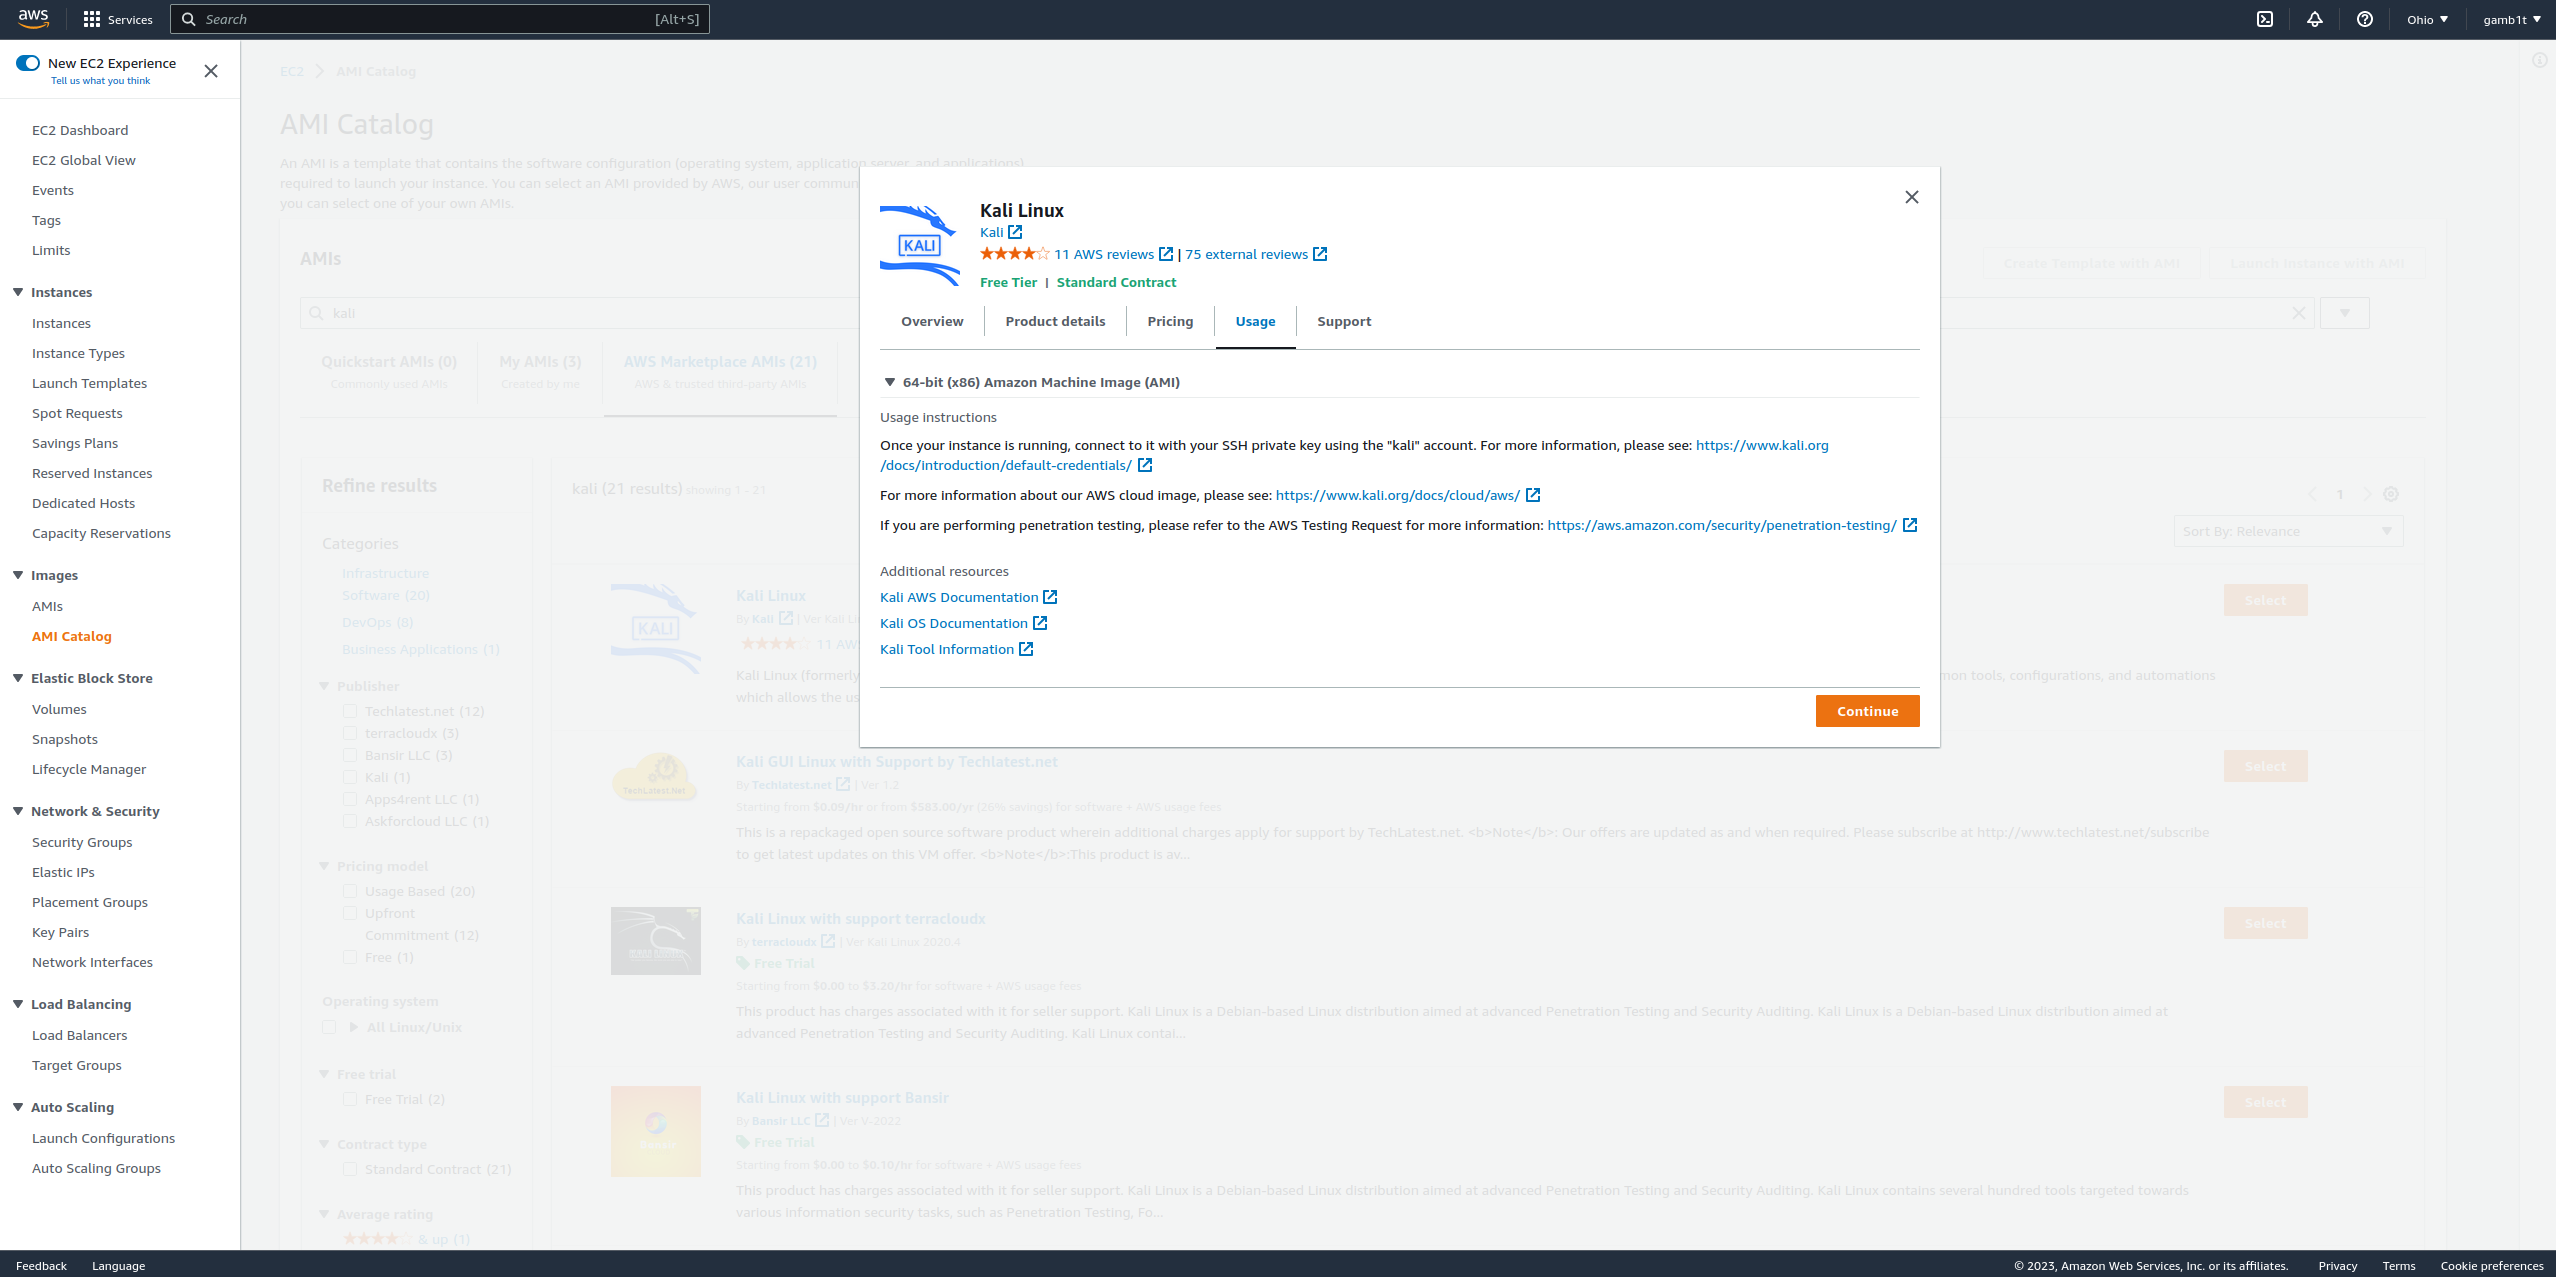 aws
Services
Search
[Alt+S]
Ohio
gamb1t
New EC2 Experience
Tell us what you think
EC2 Dashboard
EC2 Global View
Events
Tags
Limits
Instances
Instances
Instance Types
Launch Templates
Spot Requests
Savings Plans
Reserved Instances
Dedicated Hosts
Capacity Reservations
Images
AMIs
AMI Catalog
Elastic Block Store
Volumes
Snapshots
Lifecycle Manager
Network & Security
Security Groups
Elastic IPs
Placement Groups
Key Pairs
Network Interfaces
Load Balancing
Load Balancers
Target Groups
Auto Scaling
Launch Configurations
Auto Scaling Groups
EC2
AMI Catalog
AMI Catalog
An AMI is a template that contains the software configuration (operating system, application server, and applications)
required to launch your instance. You can select an AMI provided by AWS, our user commun
you can select one of your own AMIs.
AMIs
Create Template with AMI
Launch Instance with AMI
kali
Quickstart AMIs (0)
Commonly used AMIs
My AMIs (3)
Created by me
AWS Marketplace AMIs (21)
AWS & trusted third-party AMIs
Refine results
Categories
Infrastructure
Software (20)
DevOps (8)
Business Applications (1)
Publisher
Techlatest.net (12)
terracloudx (3)
Bansir LLC (3)
Kali (1)
Apps4rent LLC (1)
Askforcloud LLC (1)
Pricing model
Usage Based (20)
Upfront
Commitment (12)
Free (1)
Operating system
All Linux/Unix
Free trial
Free Trial (2)
Contract type
Standard Contract (21)
Average rating
& up (1)
kali (21 results) showing 1 - 21
1
Sort By: Relevance
KALI
Kali Linux
By Kali | Ver Kali Li
11 AW
Kali Linux (formerly
mon tools, configurations, and automations
which allows the us
Select
TechLatest.Net
Kali GUI Linux with Support by Techlatest.net
By Techlatest.net | Ver 1.2
Starting from $0.09/hr or from $583.00/yr (26% savings) for software + AWS usage fees
This is a repackaged open source software product wherein additional charges apply for support by TechLatest.net. <b>Note</b>: Our offers are updated as and when required. Please subscribe at http://www.techlatest.net/subscribe
to get latest updates on this VM offer. <b>Note</b>:This product is av...
Select
Kali Linux with support terracloudx
By terracloudx | Ver Kali Linux 2020.4
Free Trial
Starting from $0.00 to $3.20/hr for software + AWS usage fees
This product has charges associated with it for seller support. Kali Linux is a Debian-based Linux distribution aimed at advanced Penetration Testing and Security Auditing. Kali Linux is a Debian-based Linux distribution aimed at
advanced Penetration Testing and Security Auditing. Kali Linux contai...
Select
Kali Linux with support Bansir
By Bansir LLC | Ver V-2022
Free Trial
Starting from $0.00 to $0.10/hr for software + AWS usage fees
This product has charges associated with it for seller support. Kali Linux is a Debian-based Linux distribution aimed at advanced Penetration Testing and Security Auditing. Kali Linux contains several hundred tools targeted towards
various information security tasks, such as Penetration Testing, Fo...
Select
KALI
Kali Linux
Kali
11 AWS reviews | 75 external reviews
Free Tier | Standard Contract
Overview
Product details
Pricing
Usage
Support
64-bit (x86) Amazon Machine Image (AMI)
Usage instructions
Once your instance is running, connect to it with your SSH private key using the "kali" account. For more information, please see: https://www.kali.org
/docs/introduction/default-credentials/
For more information about our AWS cloud image, please see: https://www.kali.org/docs/cloud/aws/
If you are performing penetration testing, please refer to the AWS Testing Request for more information: https://aws.amazon.com/security/penetration-testing/
Additional resources
Kali AWS Documentation
Kali OS Documentation
Kali Tool Information
Continue
Feedback
Language
© 2023, Amazon Web Services, Inc. or its affiliates.
Privacy
Terms
Cookie preferences